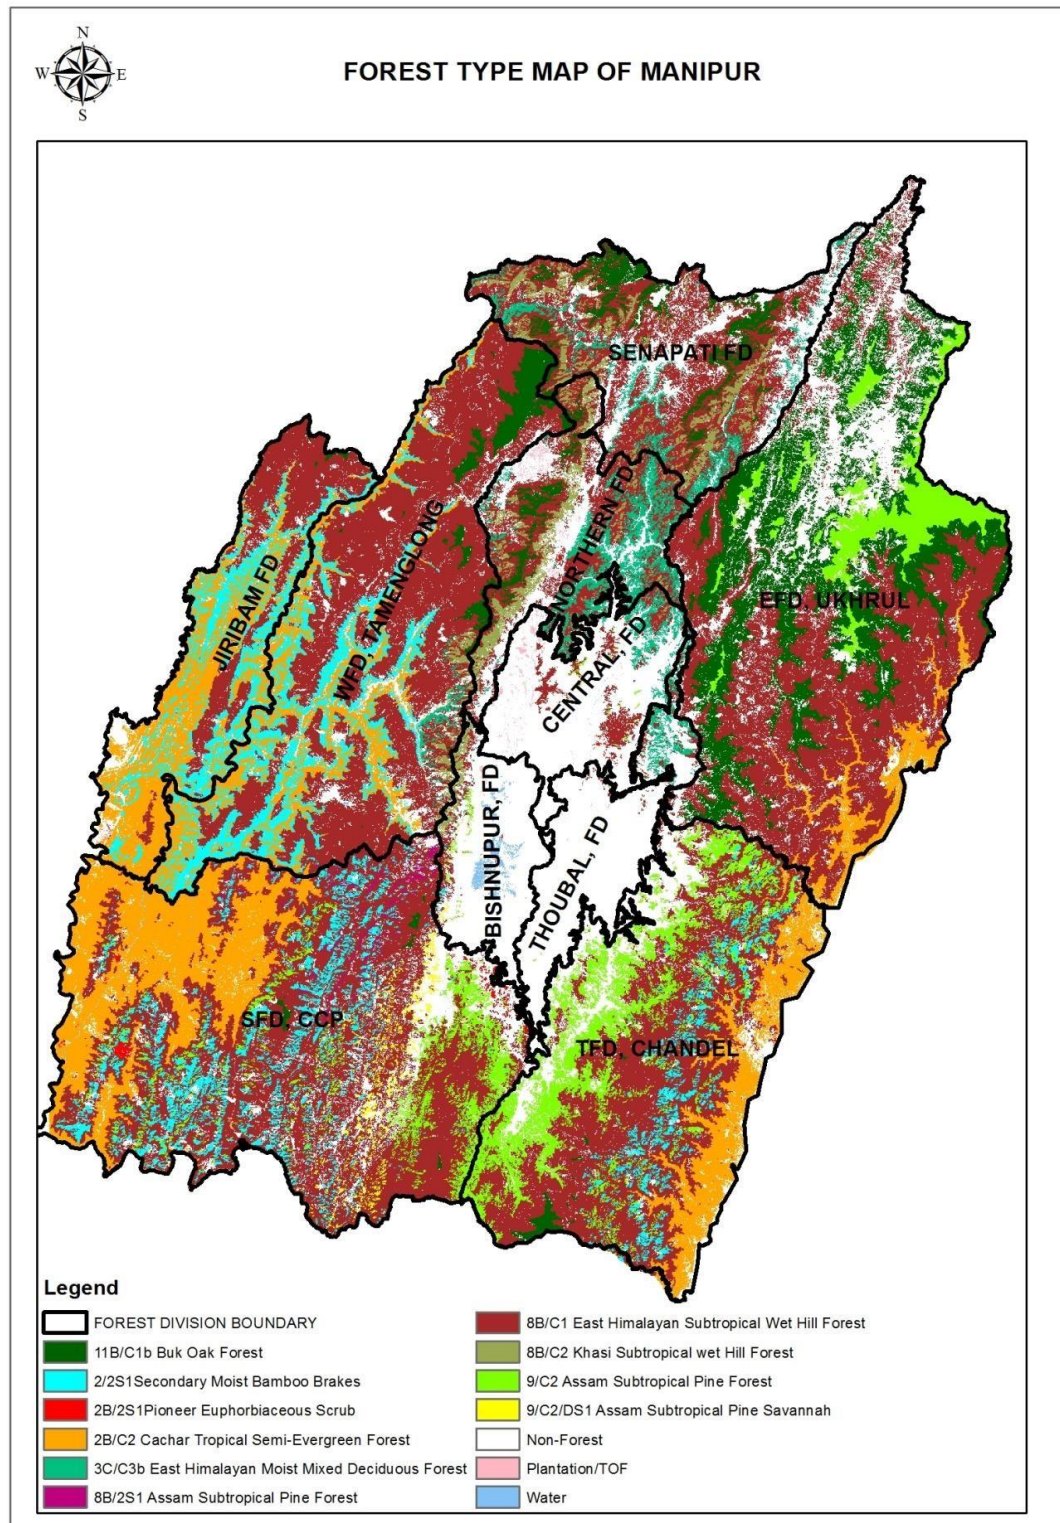 N
W E
S
FOREST TYPE MAP OF MANIPUR
SENAPATI FD
NORTHERN FD
JIRIBAM FD
WFD, TAMENGLONG
EFD, UKHRUL
CENTRAL, FD
BISHNUPUR, FD
THOUBAL, FD
SFD, CCP
TFD, CHANDEL
Legend
FOREST DIVISION BOUNDARY
11B/C1b Buk Oak Forest
2/2S1Secondary Moist Bamboo Brakes
2B/2S1Pioneer Euphorbiaceous Scrub
2B/C2 Cachar Tropical Semi-Evergreen Forest
3C/C3b East Himalayan Moist Mixed Deciduous Forest
8B/2S1 Assam Subtropical Pine Forest
8B/C1 East Himalayan Subtropical Wet Hill Forest
8B/C2 Khasi Subtropical wet Hill Forest
9/C2 Assam Subtropical Pine Forest
9/C2/DS1 Assam Subtropical Pine Savannah
Non-Forest
Plantation/TOF
Water